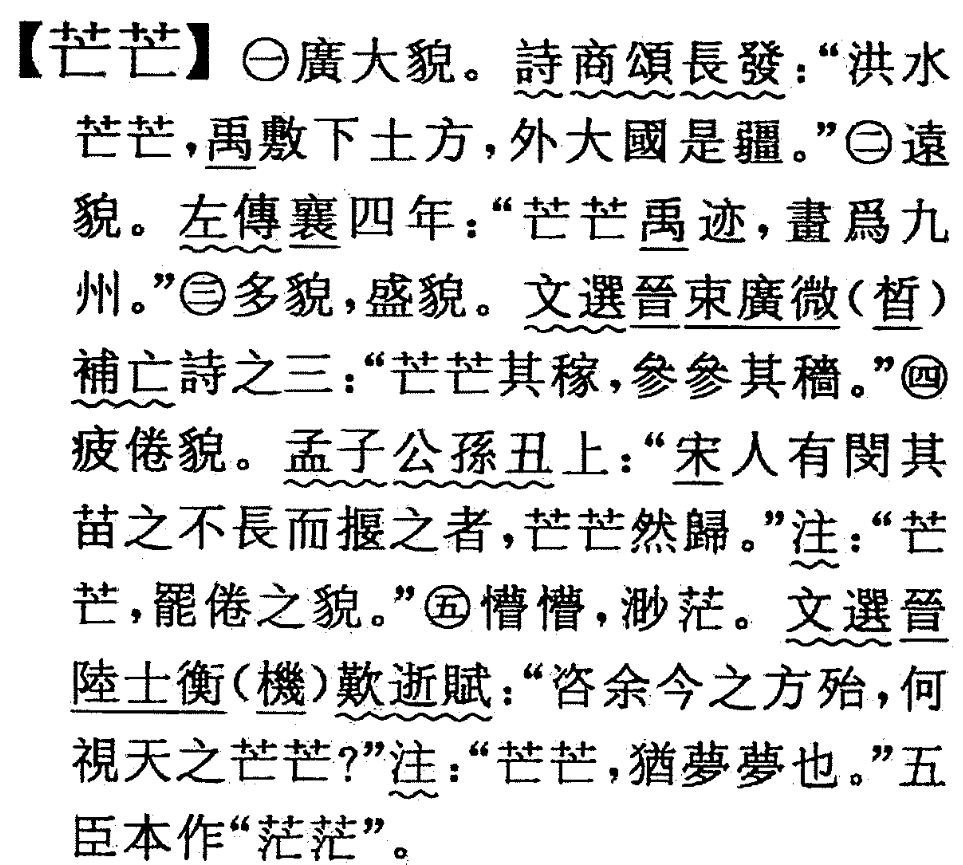 【芒芒】㊀廣大貌。詩商頌長發：“洪水
芒芒，禹敷下土方，外大國是疆。”㊁遠
貌。左傳襄四年：“芒芒禹迹，畫爲九
州。”㊂多貌，盛貌。文選晉束廣微（晳）
補亡詩之三：“芒芒其稼，參參其穡。”㊃
疲倦貌。孟子公孫丑上：“宋人有閔其
苗之不長而揠之者，芒芒然歸。”注：“芒
芒，罷倦之貌。”㊄懵懵，渺茫。文選晉
陸士衡（機）歎逝賦：“咨余今之方殆，何
視天之芒芒？”注：“芒芒，猶夢夢也。”五
臣本作“茫茫”。